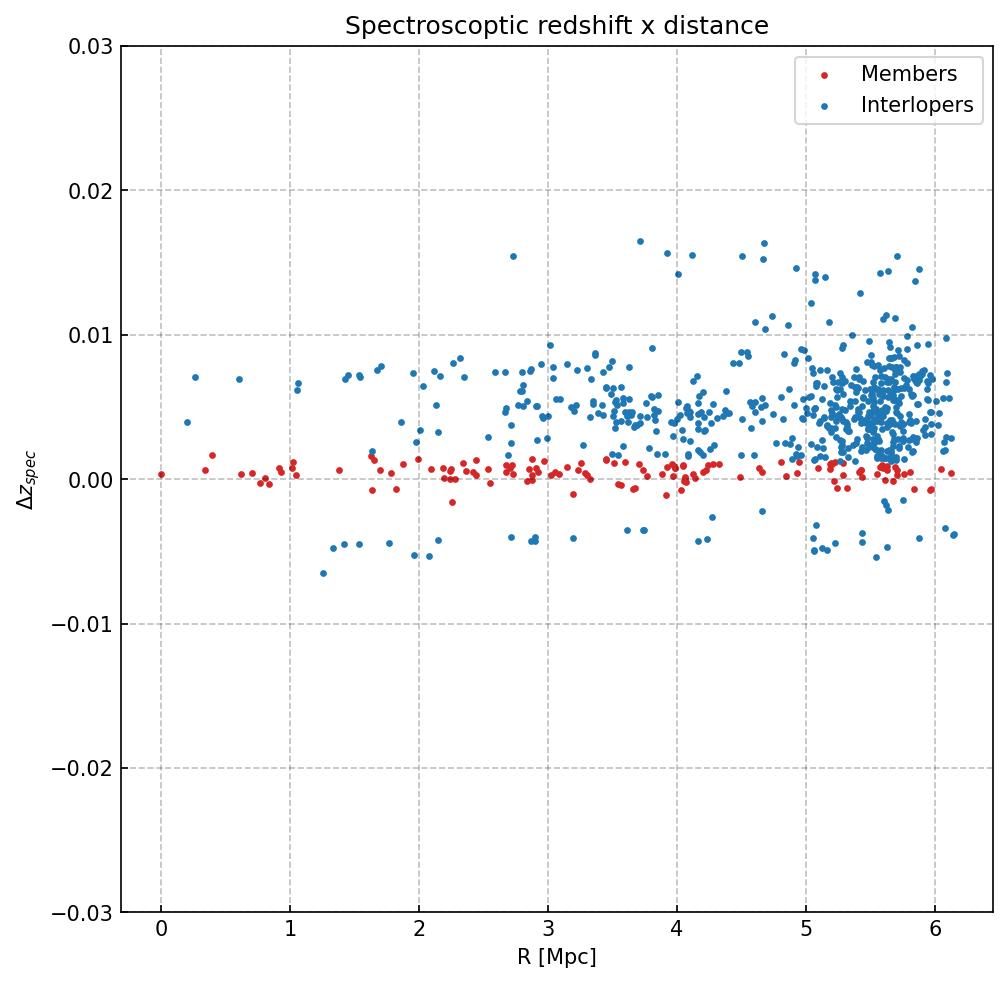 Spectroscoptic redshift x distance
Members
Interlopers
0.03
0.02
0.01
0.00
−0.01
−0.02
−0.03
Δz_spec
0 1 2 3 4 5 6
R [Mpc]